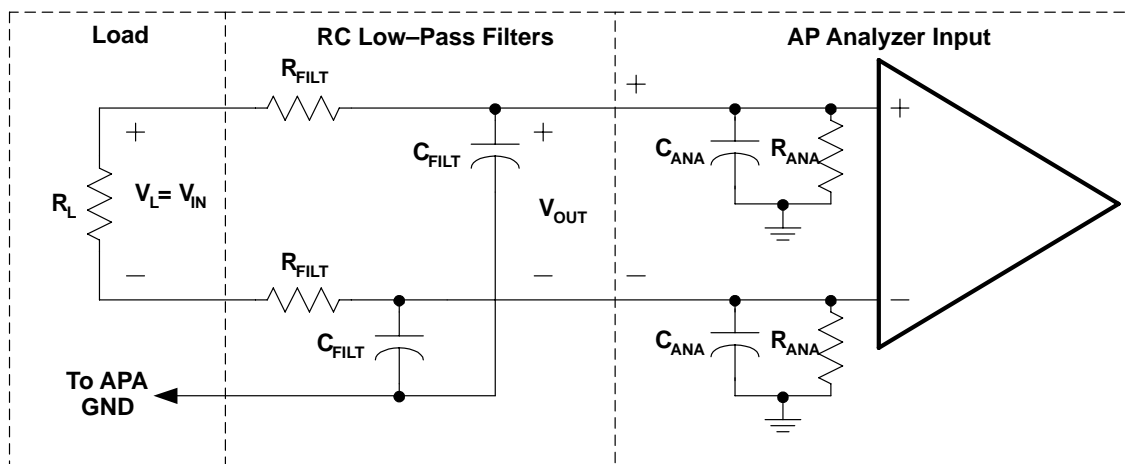 Load
RC Low–Pass Filters
AP Analyzer Input
R_FILT
+
+
+
+
C_FILT
C_ANA
R_ANA
R_L
V_L= V_IN
V_OUT
–
R_FILT
–
–
–
C_FILT
C_ANA
R_ANA
To APA
GND